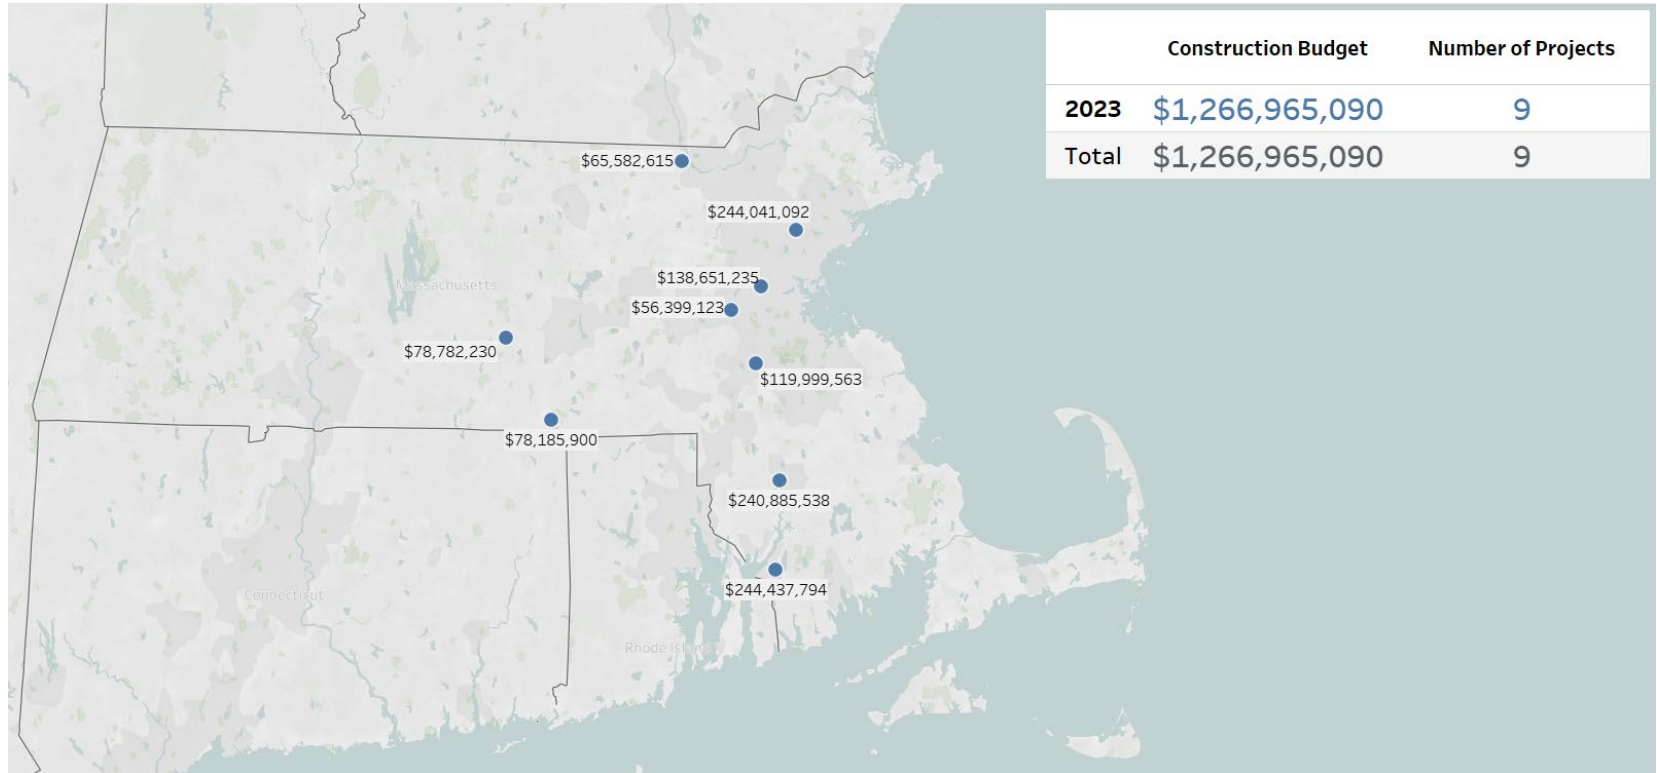 Construction Budget Number of Projects
2023 $1,266,965,090 9
Total $1,266,965,090 9
$65,582,615
$244,041,092
$138,651,235
Massachusetts
$56,399,123
$78,782,230
$119,999,563
$78,185,900
$240,885,538
$244,437,794
Connecticut
Rhode Island